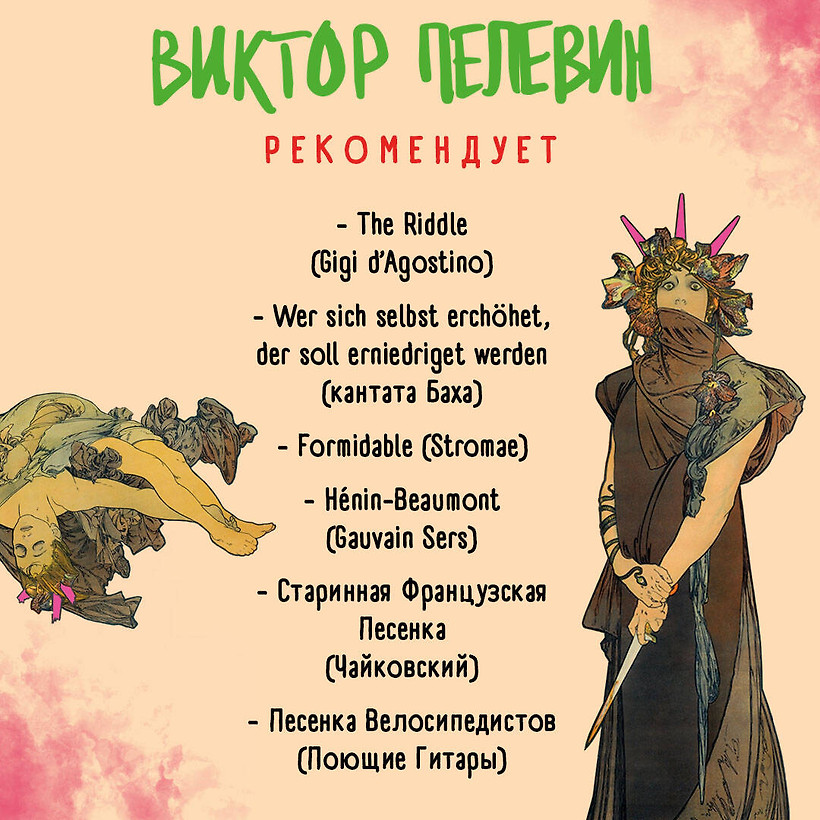 ВИКТОР ПЕЛЕВИН
РЕКОМЕНДУЕТ
- The Riddle
(Gigi d'Agostino)
- Wer sich selbst erchöhet,
der soll erniedriget werden
(кантата Баха)
- Formidable (Stromae)
- Hénin-Beaumont
(Gauvain Sers)
- Старинная Французская
Песенка
(Чайковский)
- Песенка Велосипедистов
(Поющие Гитары)